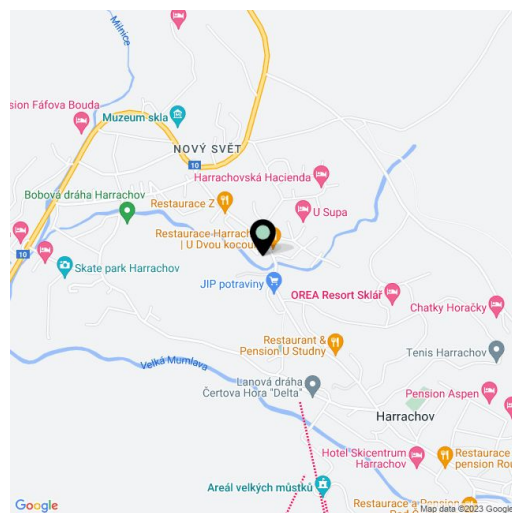 Milnice
nsion Fáfova Bouda
Muzeum skla
NOVÝ SVĚT
10
Harrachovská Hacienda
Bobová dráha Harrachov
Restaurace Z
U Supa
Restaurace Harrach
| U Dvou kocou
10
Skate park Harrachov
JIP potraviny
OREA Resort Sklář
Chatky Horačky
Restaurant &
Pension U Studny
Tenis Harrachov
Velká Mumlava
Lanová dráha
Čertova Hora "Delta"
Pension Aspen
Harrachov
Hotel Skicentrum
Harrachov
Restaurace
pension Rou
Areál velkých můstků
Restaurace a Pension
Google
Map data ©2023 Google